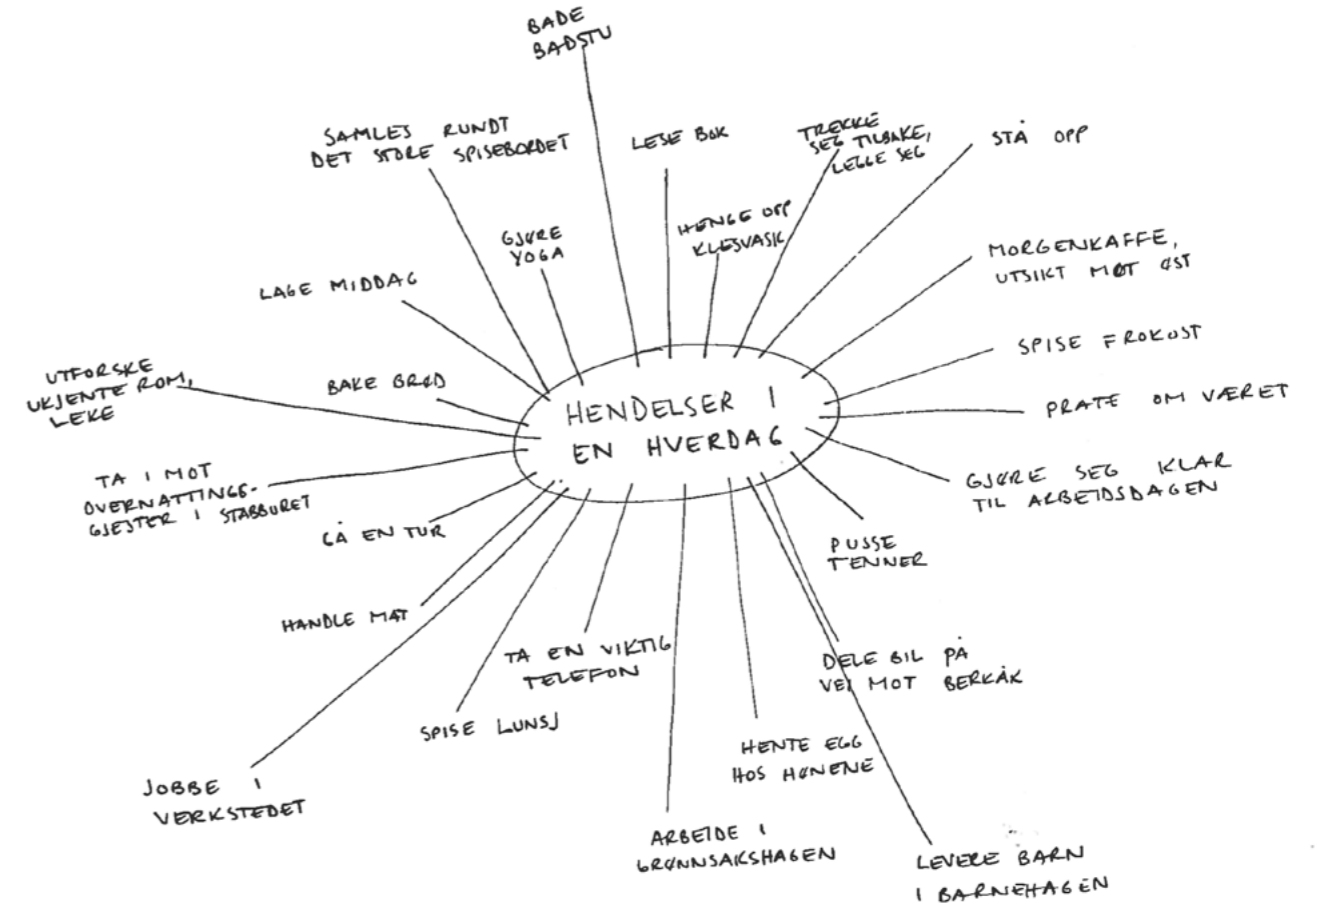 BADE
BADSTU
SAMLES RUNDT
DET STORE SPISEBORDET
LESE BOK
TREKKE
SEG TILBAKE,
LEGGE SEG
STÅ OPP
GJØRE
YOGA
HENGE OPP
KLESVASK
MORGENKAFFE,
UTSIKT MOT ØST
LAGE MIDDAG
SPISE FROKOST
UTFORSKE
UKJENTE ROM,
LEKE
BAKE BRØD
HENDELSER I
EN HVERDAG
PRATE OM VÆRET
TA I MOT
OVERNATTINGS-
GJESTER I STABBURET
GJØRE SEG KLAR
TIL ARBEIDSDAGEN
GÅ EN TUR
PUSSE
TENNER
HANDLE MAT
TA EN VIKTIG
TELEFON
DELE BIL PÅ
VEI MOT BERKÅK
SPISE LUNSJ
HENTE EGG
HOS HØNENE
JOBBE I
VERKSTEDET
ARBEIDE I
GRØNNSAKSHAGEN
LEVERE BARN
I BARNEHAGEN